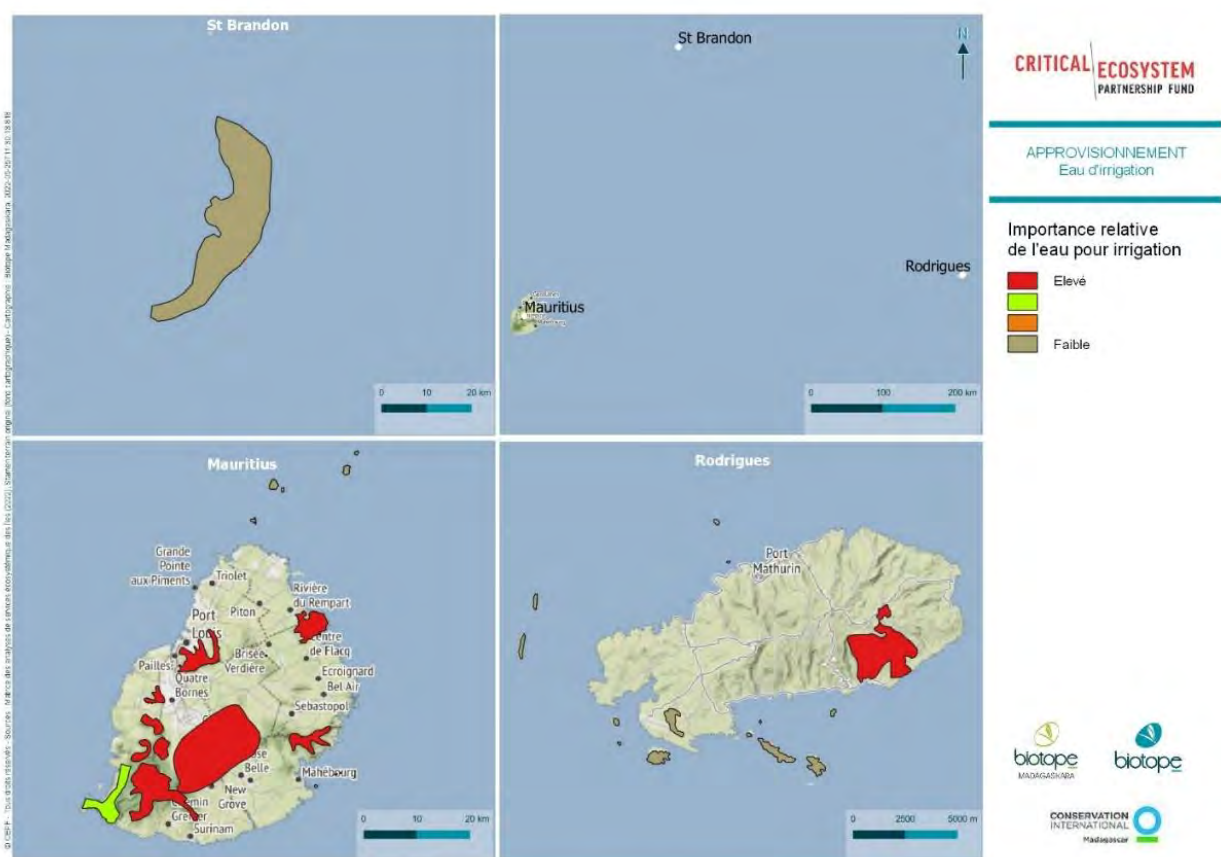 St Brandon
St Brandon
N
Rodrigues
Mauritius
0 10 20 km
0 100 200 km
CRITICAL ECOSYSTEM
PARTNERSHIP FUND
APPROVISIONNEMENT
Eau d'irrigation
Importance relative
de l'eau pour irrigation
Elevé
Faible
Mauritius
Grande
Pointe
aux Piments
Triolet
Rivière
du Rempart
Piton
Port
Louis
Centre
de Flacq
Pailles
Brisée
Verdière
Quatre
Bornes
Ecroignard
Bel Air
Sebastopol
Belle
Mahébourg
New
Grove
Chemin
Grenier
Surinam
0 10 20 km
Rodrigues
Port
Mathurin
0 2500 5000 m
biotope
MADAGASKARA
biotope
CONSERVATION
INTERNATIONAL
Madagascar